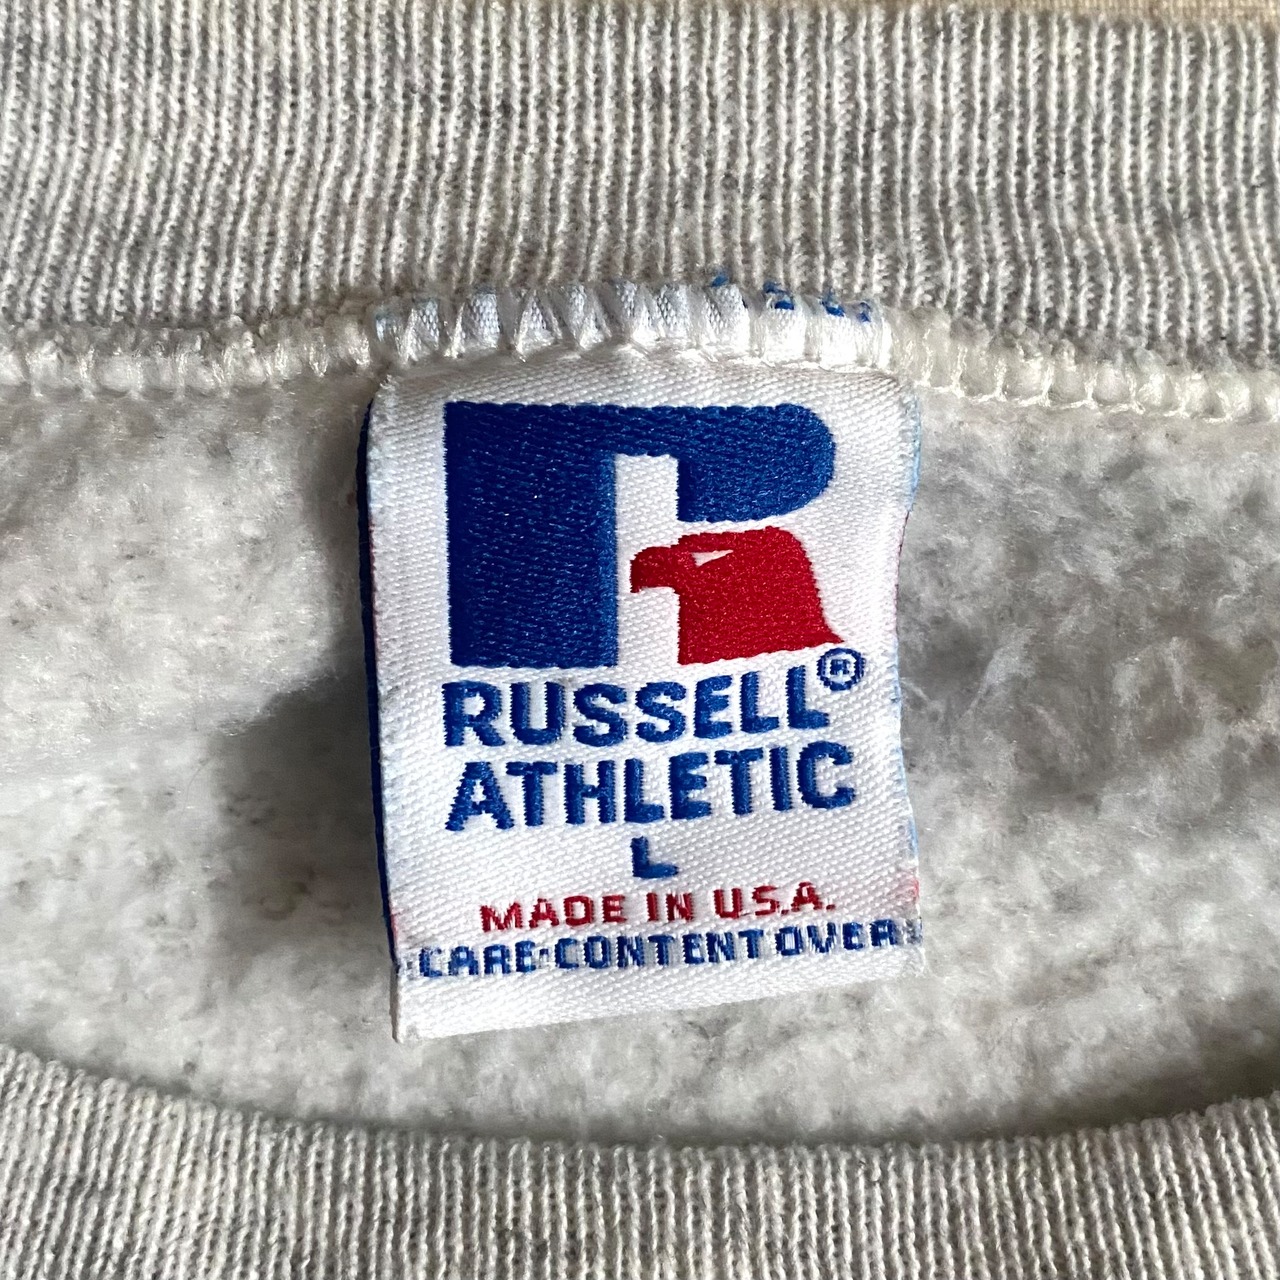 RUSSELL®
ATHLETIC
L
MADE IN U.S.A.
CARE·CONTENT OVER